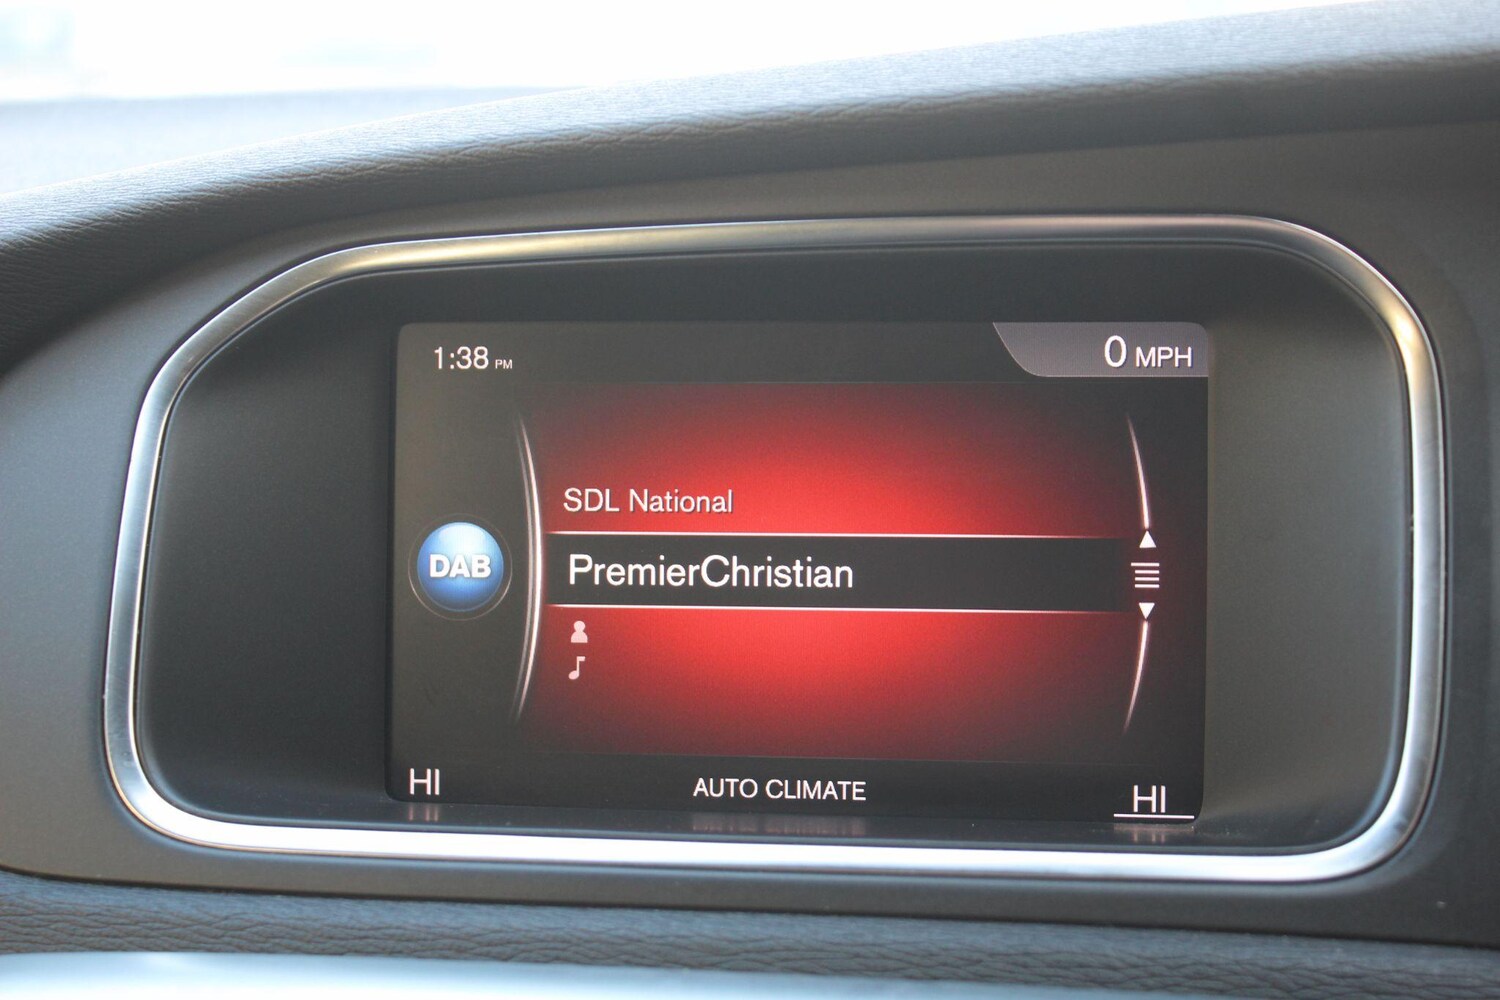 1:38 PM
0 MPH
SDL National
DAB
PremierChristian
HI
AUTO CLIMATE
HI